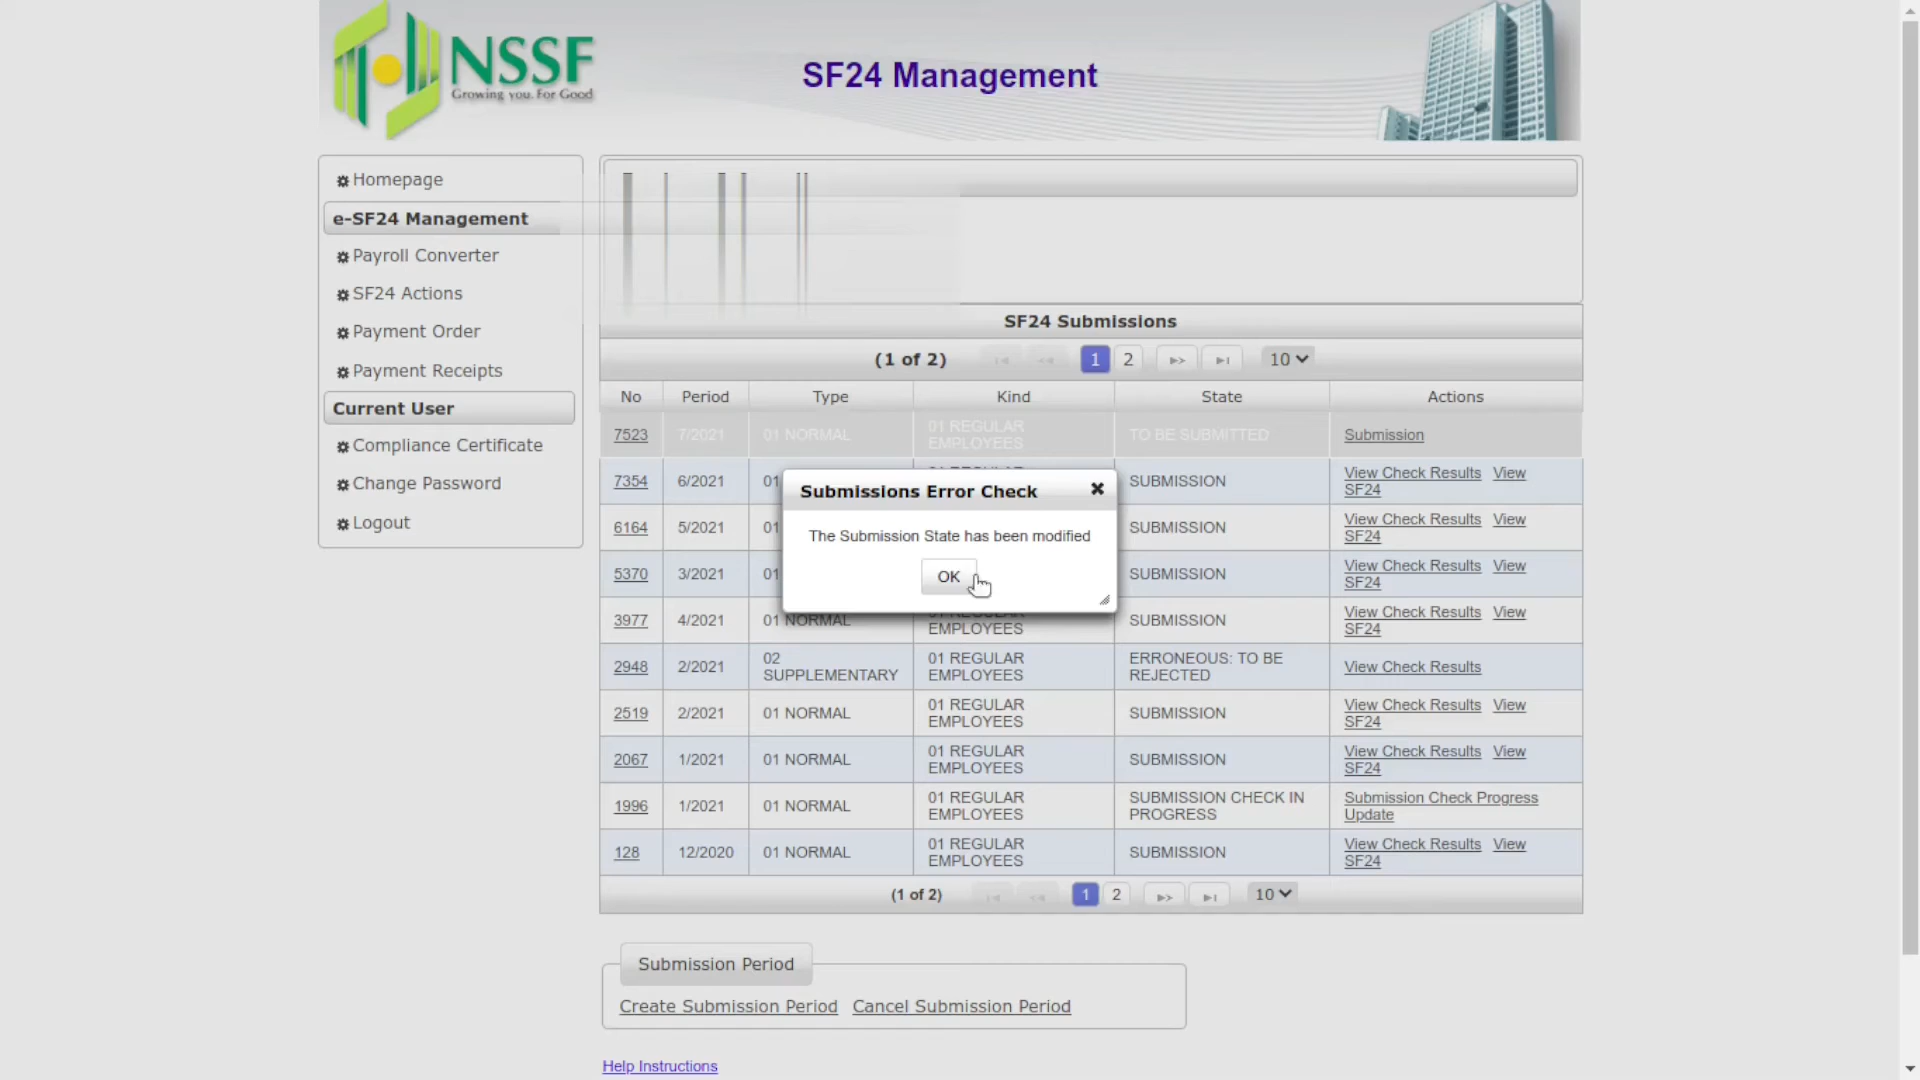 NSSF
Growing you. For Good
SF24 Management
Homepage
e-SF24 Management
Payroll Converter
SF24 Actions
Payment Order
Payment Receipts
Current User
Compliance Certificate
Change Password
Logout
SF24 Submissions
(1 of 2) 1 2 10
No Period Type Kind State Actions
7523 7/2021 01 NORMAL 01 REGULAR EMPLOYEES TO BE SUBMITTED Submission
7354 6/2021 01 SUBMISSION View Check Results View SF24
6164 5/2021 01 SUBMISSION View Check Results View SF24
5370 3/2021 01 SUBMISSION View Check Results View SF24
3977 4/2021 01 NORMAL EMPLOYEES SUBMISSION View Check Results View SF24
2948 2/2021 02 SUPPLEMENTARY 01 REGULAR EMPLOYEES ERRONEOUS: TO BE REJECTED View Check Results
2519 2/2021 01 NORMAL 01 REGULAR EMPLOYEES SUBMISSION View Check Results View SF24
2067 1/2021 01 NORMAL 01 REGULAR EMPLOYEES SUBMISSION View Check Results View SF24
1996 1/2021 01 NORMAL 01 REGULAR EMPLOYEES SUBMISSION CHECK IN PROGRESS Submission Check Progress Update
128 12/2020 01 NORMAL 01 REGULAR EMPLOYEES SUBMISSION View Check Results View SF24
(1 of 2) 1 2 10
Submissions Error Check
The Submission State has been modified
OK
Submission Period
Create Submission Period Cancel Submission Period
Help Instructions